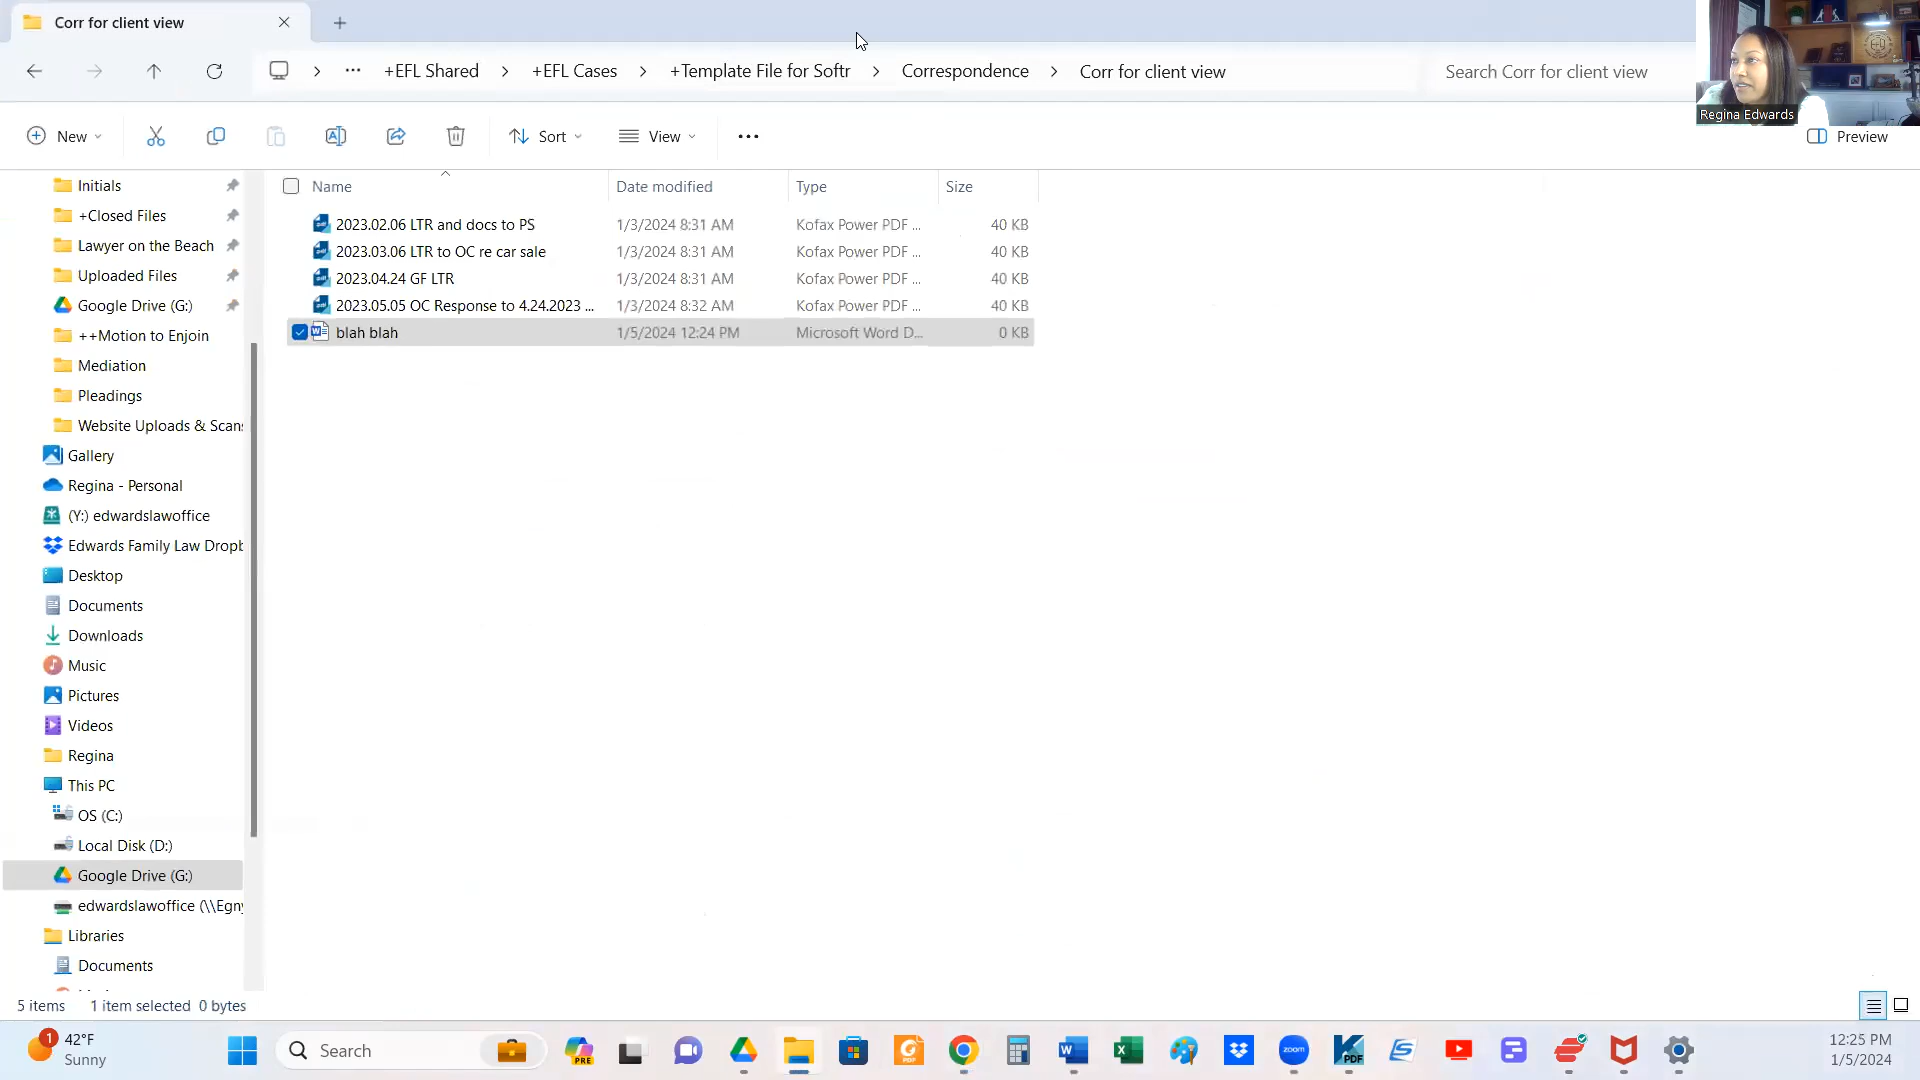 Corr for client view
+EFL Shared > +EFL Cases > +Template File for Softr > Correspondence > Corr for client view
Search Corr for client view
Regina Edwards
New
Sort
View
Preview
Name Date modified Type Size
2023.02.06 LTR and docs to PS 1/3/2024 8:31 AM Kofax Power PDF ... 40 KB
2023.03.06 LTR to OC re car sale 1/3/2024 8:31 AM Kofax Power PDF ... 40 KB
2023.04.24 GF LTR 1/3/2024 8:31 AM Kofax Power PDF ... 40 KB
2023.05.05 OC Response to 4.24.2023 ... 1/3/2024 8:32 AM Kofax Power PDF ... 40 KB
blah blah 1/5/2024 12:24 PM Microsoft Word D... 0 KB
Initials
+Closed Files
Lawyer on the Beach
Uploaded Files
Google Drive (G:)
++Motion to Enjoin
Mediation
Pleadings
Website Uploads & Scans
Gallery
Regina - Personal
(Y:) edwardslawoffice
Edwards Family Law Dropb
Desktop
Documents
Downloads
Music
Pictures
Videos
Regina
This PC
OS (C:)
Local Disk (D:)
Google Drive (G:)
edwardslawoffice (\\Egny
Libraries
Documents
5 items 1 item selected 0 bytes
1
42°F
Sunny
Search
PRE
zoom
PDF
12:25 PM
1/5/2024